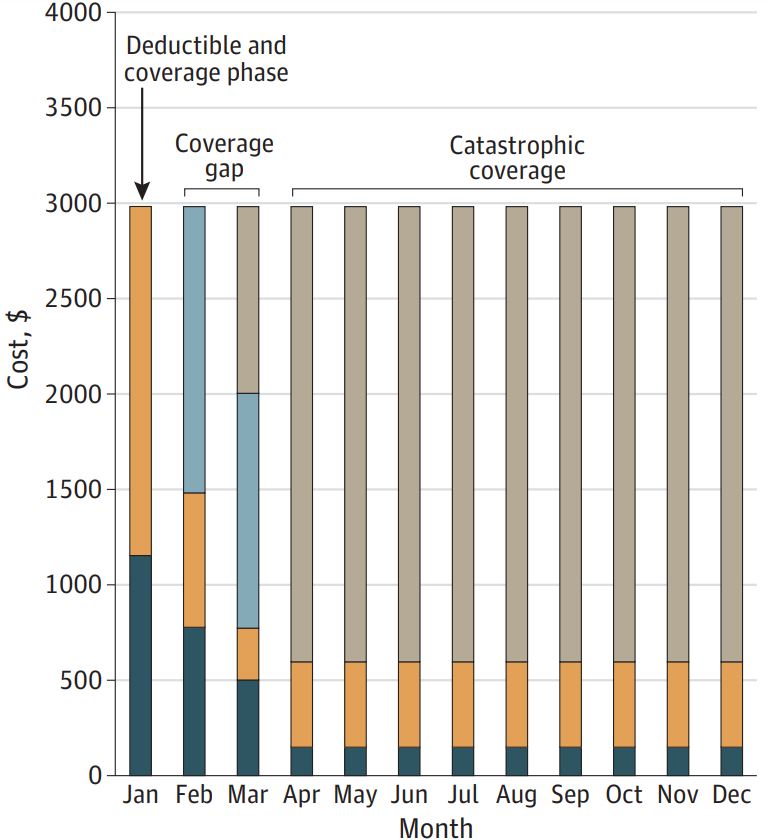 4000
Deductible and
coverage phase
3500
Coverage
gap
Catastrophic
coverage
3000
2500
Cost, $
2000
1500
1000
500
0
Jan Feb Mar Apr May Jun Jul Aug Sep Oct Nov Dec
Month